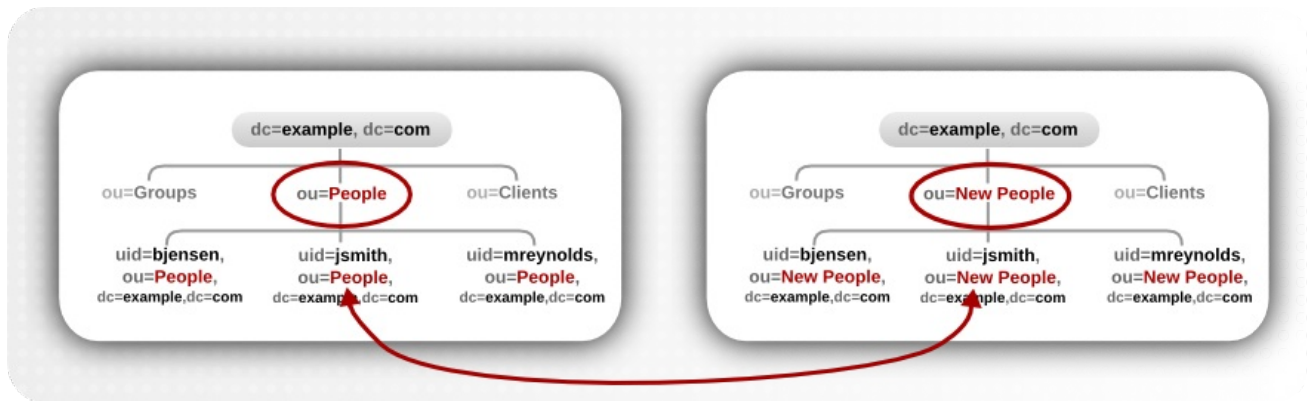 dc=example, dc=com
ou=Groups
ou=People
ou=Clients
uid=bjensen,
ou=People,
dc=example,dc=com
uid=jsmith,
ou=People,
dc=example,dc=com
uid=mreynolds,
ou=People,
dc=example,dc=com
dc=example, dc=com
ou=Groups
ou=New People
ou=Clients
uid=bjensen,
ou=New People,
dc=example,dc=com
uid=jsmith,
ou=New People,
dc=example,dc=com
uid=mreynolds,
ou=New People,
dc=example,dc=com